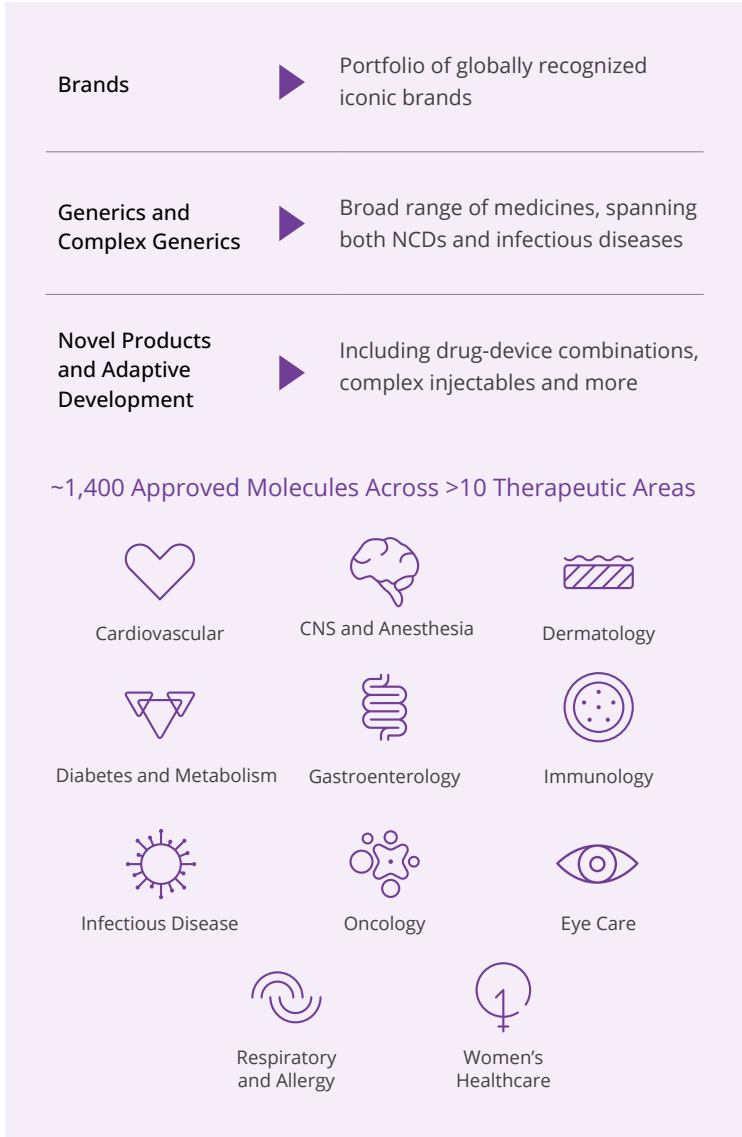 Brands
Portfolio of globally recognized
iconic brands
Generics and
Complex Generics
Broad range of medicines, spanning
both NCDs and infectious diseases
Novel Products
and Adaptive
Development
Including drug-device combinations,
complex injectables and more
~1,400 Approved Molecules Across >10 Therapeutic Areas
Cardiovascular
CNS and Anesthesia
Dermatology
Diabetes and Metabolism
Gastroenterology
Immunology
Infectious Disease
Oncology
Eye Care
Respiratory
and Allergy
Women’s
Healthcare